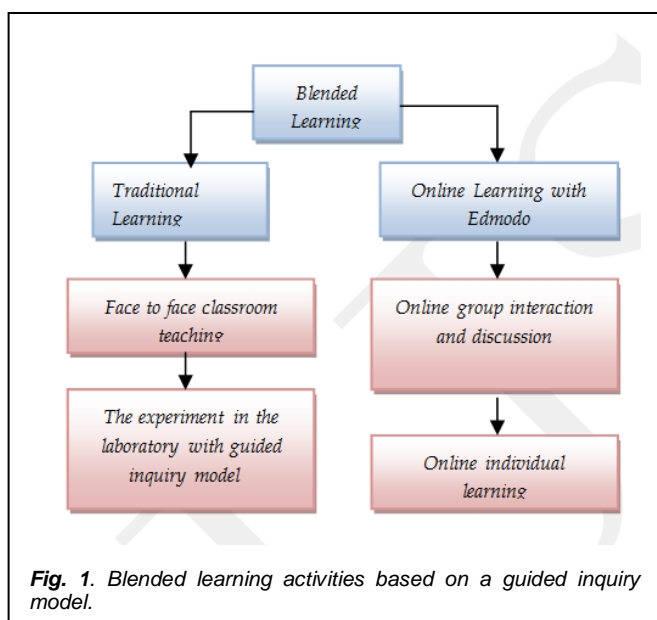 Blended
Learning
Traditional
Learning
Online Learning with
Edmodo
Face to face classroom
teaching
Online group interaction
and discussion
The experiment in the
laboratory with guided
inquiry model
Online individual
learning
Fig. 1. Blended learning activities based on a guided inquiry
model.